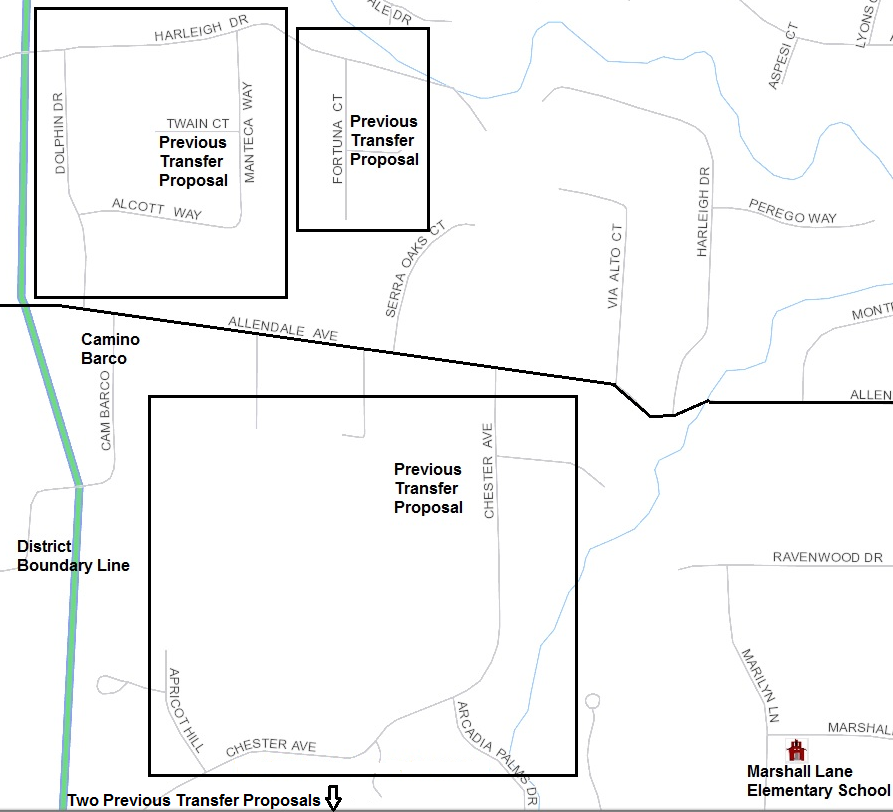 HARLEIGH DR
HLE DR
ASPESI CT
LYONS C
DOLPHIN DR
TWAIN CT
MANTECA WAY
Previous
Transfer
Proposal
ALCOTT WAY
FORTUNA CT
Previous
Transfer
Proposal
SERRA OAKS CT
VIA ALTO CT
HARLEIGH DR
PEREGO WAY
MONTE
ALLENDALE AVE
ALLEN
Camino
Barco
CAM BARCO
Previous
Transfer
Proposal
CHESTER AVE
District
Boundary Line
RAVENWOOD DR
MARILYN LN
MARSHAL
APRICOT HILL
CHESTER AVE
ARCADIA PALMS DR
Marshall Lane
Elementary School
Two Previous Transfer Proposals